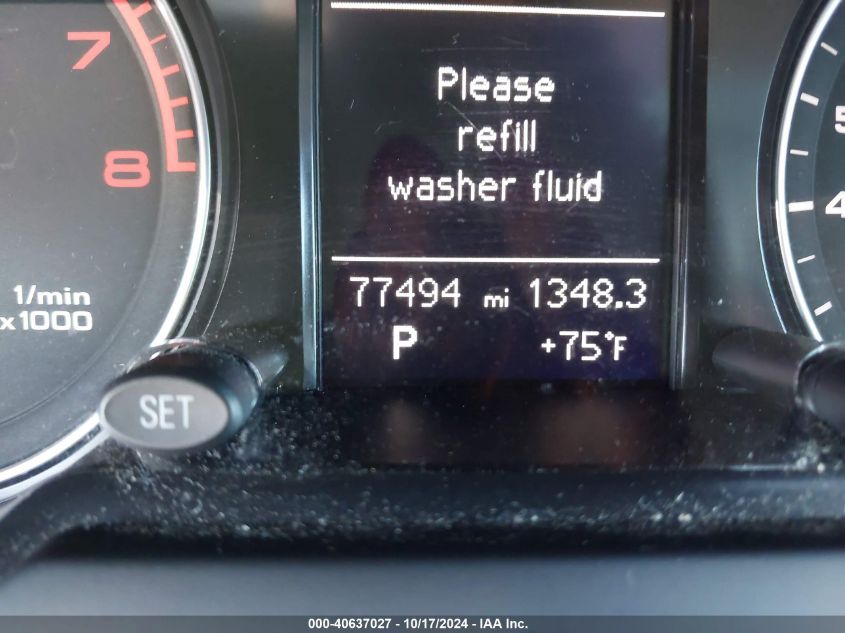 7
8
1/min
x1000
Please
refill
washer fluid
77494 mi 1348.3
P +75°F
SET
5
4
000-40637027 - 10/17/2024 - IAA Inc.